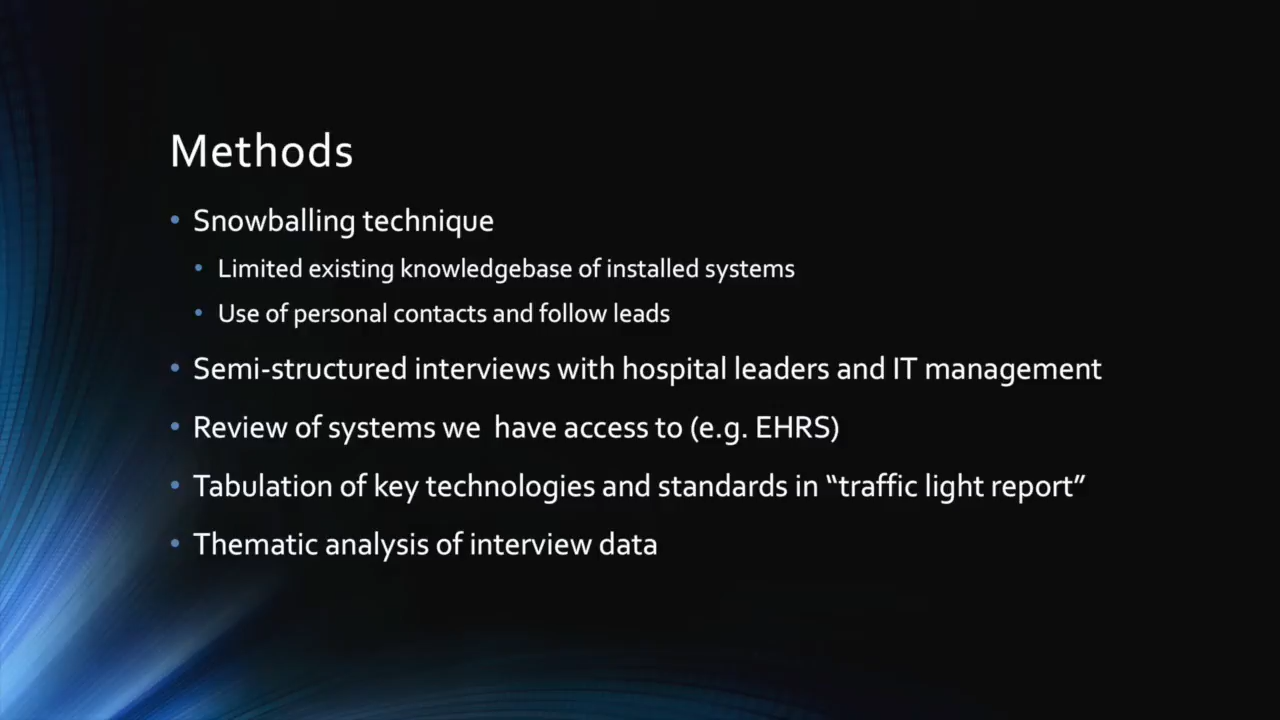 Methods
• Snowballing technique
• Limited existing knowledgebase of installed systems
• Use of personal contacts and follow leads
• Semi-structured interviews with hospital leaders and IT management
• Review of systems we  have access to (e.g. EHRS)
• Tabulation of key technologies and standards in “traffic light report”
• Thematic analysis of interview data